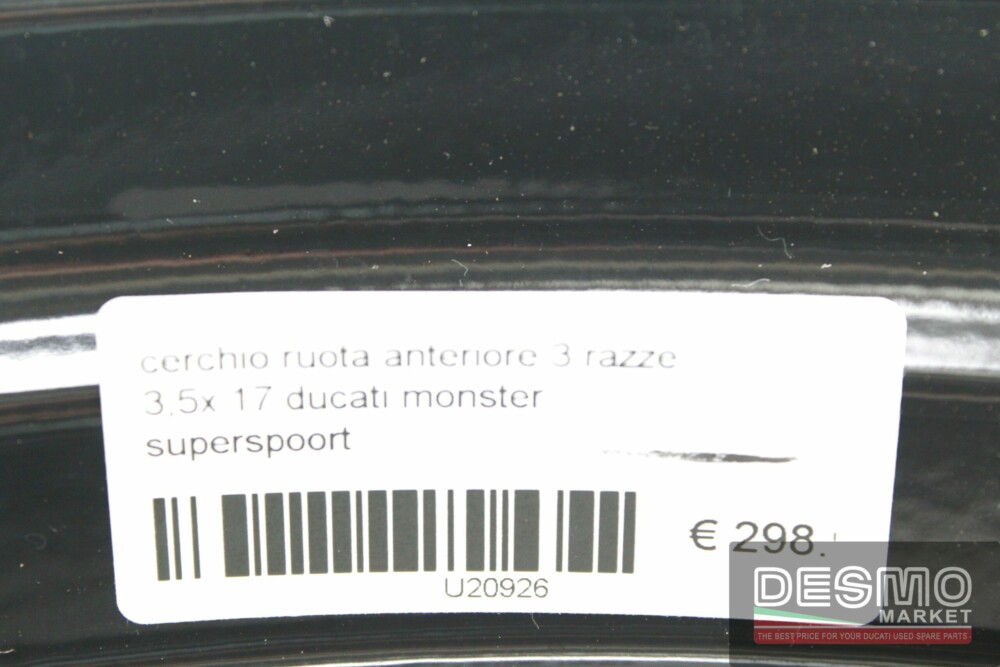 cerchio ruota anteriore 3 razze
3.5x 17 ducati monster
superspoort
€ 298.
U20926
DESMO
MARKET
THE BEST PRICE FOR YOUR DUCATI USED SPARE PARTS